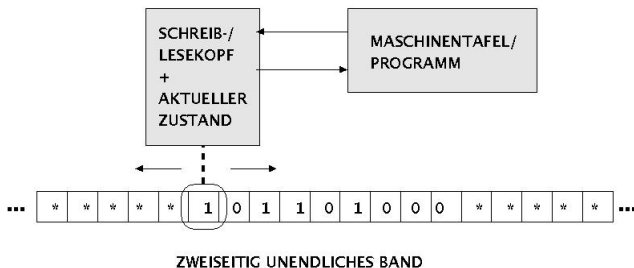 SCHREIB-/
LESEKOPF
+
AKTUELLER
ZUSTAND
MASCHINENTAFEL/
PROGRAMM
... * * * * * 1 0 1 1 0 1 0 0 0 * * * * * ...
ZWEISEITIG UNENDLICHES BAND